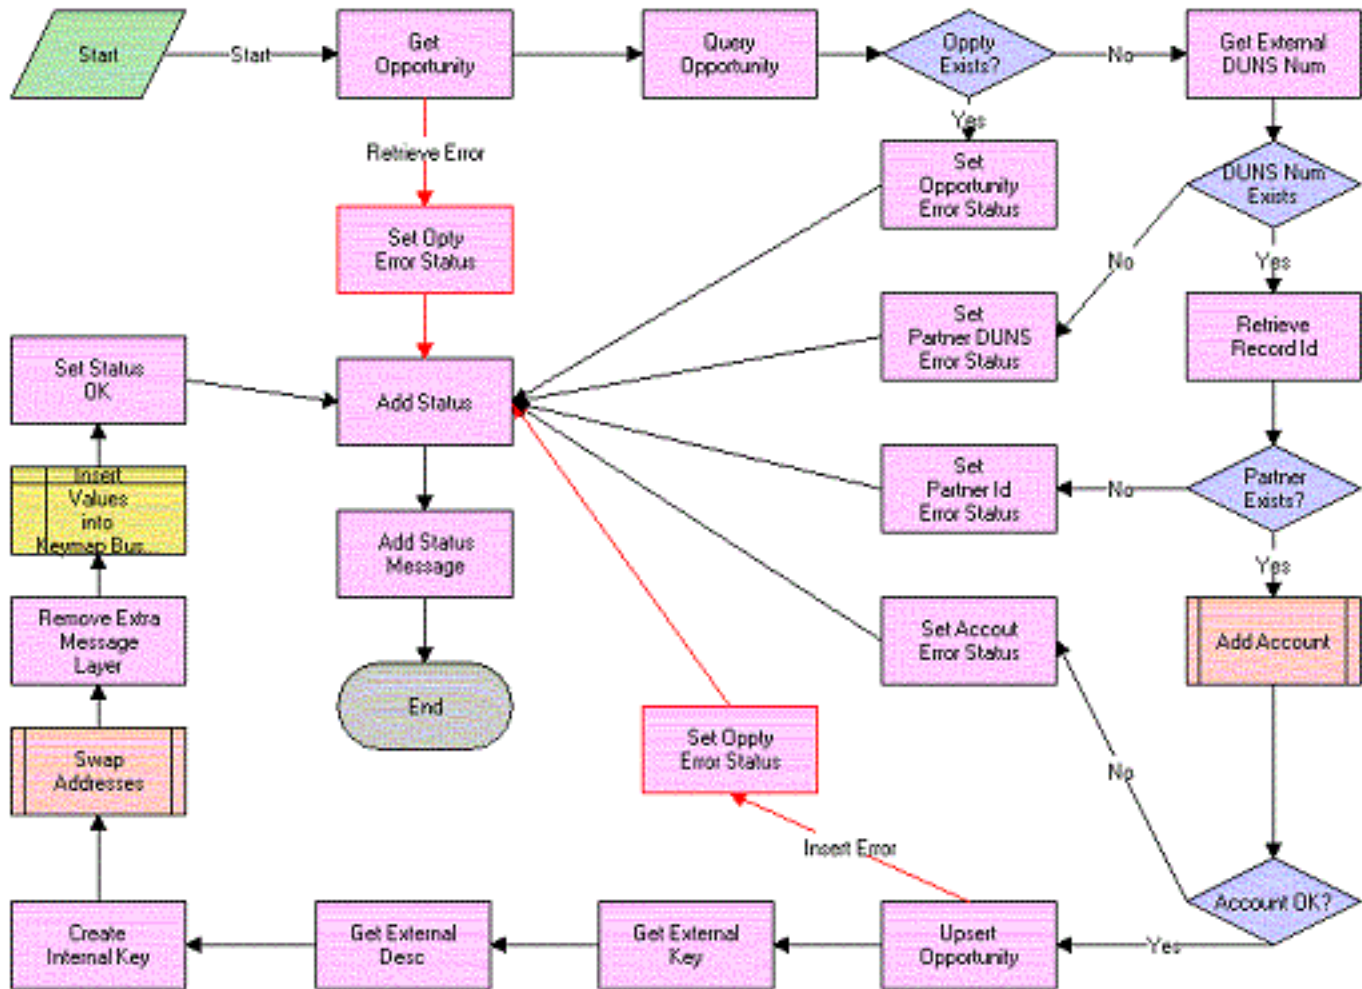 Start
Start
Get
Opportunity
Query
Opportunity
Oppty
Exists?
No
Get External
DUNS Num
Yes
Retrieve Error
Set
Opportunity
Error Status
DUNS Num
Exists
Set Opty
Error Status
No
Yes
Set
Partner DUNS
Error Status
Retrieve
Record Id
Set Status
OK
Add Status
Insert
Values
into
Keymap Bus...
Set
Partner Id
Error Status
No
Partner
Exists?
Add Status
Message
Yes
Remove Extra
Message
Layer
Set Accout
Error Status
Add Account
End
Set Oppty
Error Status
Swap
Addresses
No
Insert Error
Account OK?
Create
Internal Key
Get External
Desc
Get External
Key
Upsert
Opportunity
Yes